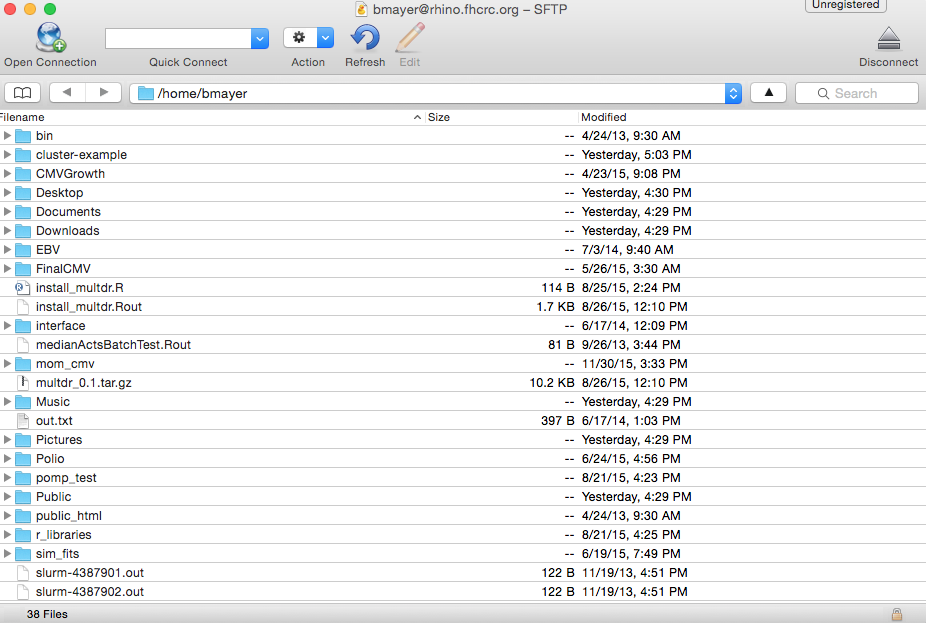 bmayer@rhino.fhcrc.org – SFTP
Unregistered
Open Connection
Quick Connect
Action
Refresh
Edit
Disconnect
/home/bmayer
Search
Filename Size Modified
bin -- 4/24/13, 9:30 AM
cluster-example -- Yesterday, 5:03 PM
CMVGrowth -- 4/23/15, 9:08 PM
Desktop -- Yesterday, 4:30 PM
Documents -- Yesterday, 4:29 PM
Downloads -- Yesterday, 4:29 PM
EBV -- 7/3/14, 9:40 AM
FinalCMV -- 5/26/15, 3:30 AM
install_multdr.R 114 B 8/25/15, 2:24 PM
install_multdr.Rout 1.7 KB 8/26/15, 12:10 PM
interface -- 6/17/14, 12:09 PM
medianActsBatchTest.Rout 81 B 9/26/13, 3:44 PM
mom_cmv -- 11/30/15, 3:33 PM
multdr_0.1.tar.gz 10.2 KB 8/26/15, 12:10 PM
Music -- Yesterday, 4:29 PM
out.txt 397 B 6/17/14, 1:03 PM
Pictures -- Yesterday, 4:29 PM
Polio -- 6/24/15, 4:56 PM
pomp_test -- 8/21/15, 4:23 PM
Public -- Yesterday, 4:29 PM
public_html -- 4/24/13, 9:30 AM
r_libraries -- 8/21/15, 4:25 PM
sim_fits -- 6/19/15, 7:49 PM
slurm-4387901.out 122 B 11/19/13, 4:51 PM
slurm-4387902.out 122 B 11/19/13, 4:51 PM
38 Files